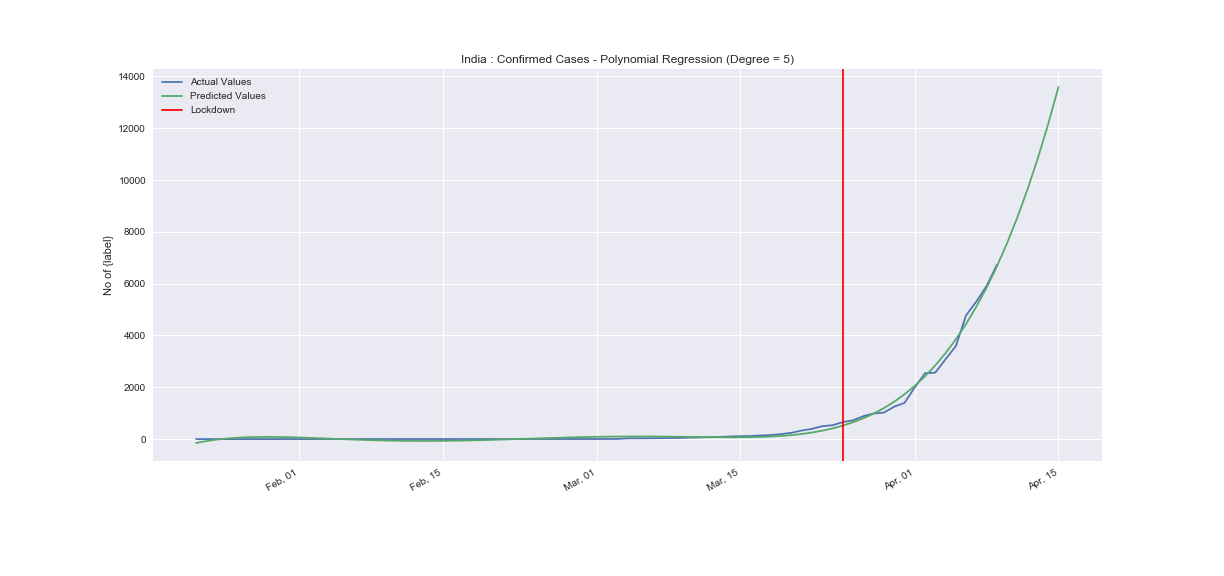 India : Confirmed Cases - Polynomial Regression (Degree = 5)
Actual Values
Predicted Values
Lockdown
No of {label}
14000
12000
10000
8000
6000
4000
2000
0
Feb, 01
Feb, 15
Mar, 01
Mar, 15
Apr, 01
Apr, 15